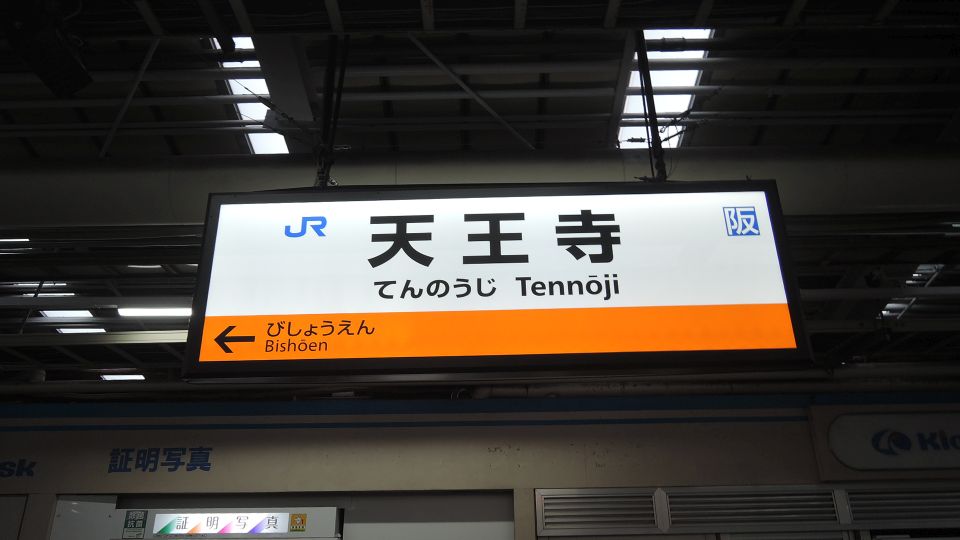 JR 天王寺 阪
てんのうじ Tennōji
← びしょうえん
Bishōen
sk 証明写真
証明写真